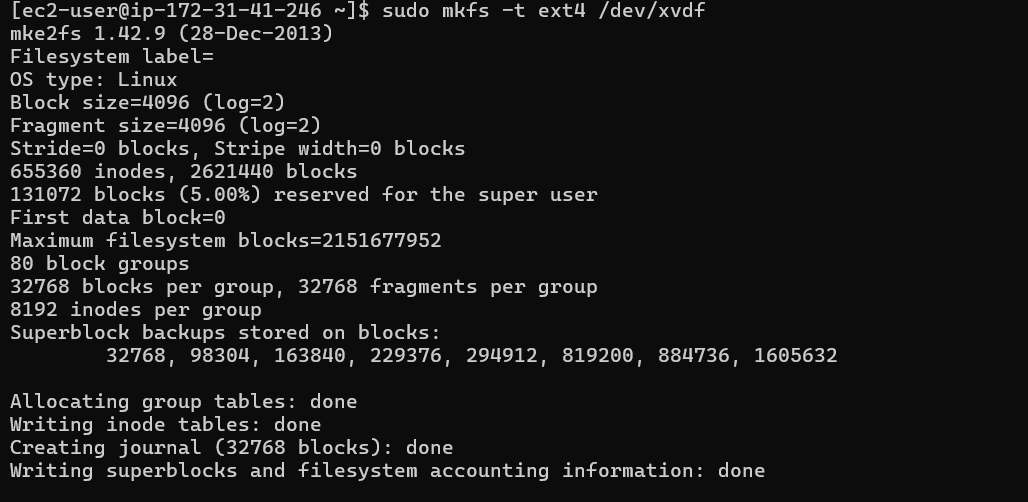 [ec2-user@ip-172-31-41-246 ~]$ sudo mkfs -t ext4 /dev/xvdf
mke2fs 1.42.9 (28-Dec-2013)
Filesystem label=
OS type: Linux
Block size=4096 (log=2)
Fragment size=4096 (log=2)
Stride=0 blocks, Stripe width=0 blocks
655360 inodes, 2621440 blocks
131072 blocks (5.00%) reserved for the super user
First data block=0
Maximum filesystem blocks=2151677952
80 block groups
32768 blocks per group, 32768 fragments per group
8192 inodes per group
Superblock backups stored on blocks:
32768, 98304, 163840, 229376, 294912, 819200, 884736, 1605632
Allocating group tables: done
Writing inode tables: done
Creating journal (32768 blocks): done
Writing superblocks and filesystem accounting information: done